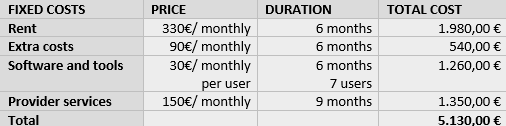 FIXED COSTS PRICE DURATION TOTAL COST
Rent 330€/ monthly 6 months 1.980,00 €
Extra costs 90€/ monthly 6 months 540,00 €
Software and tools 30€/ monthly 6 months 1.260,00 €
per user 7 users
Provider services 150€/ monthly 9 months 1.350,00 €
Total 5.130,00 €